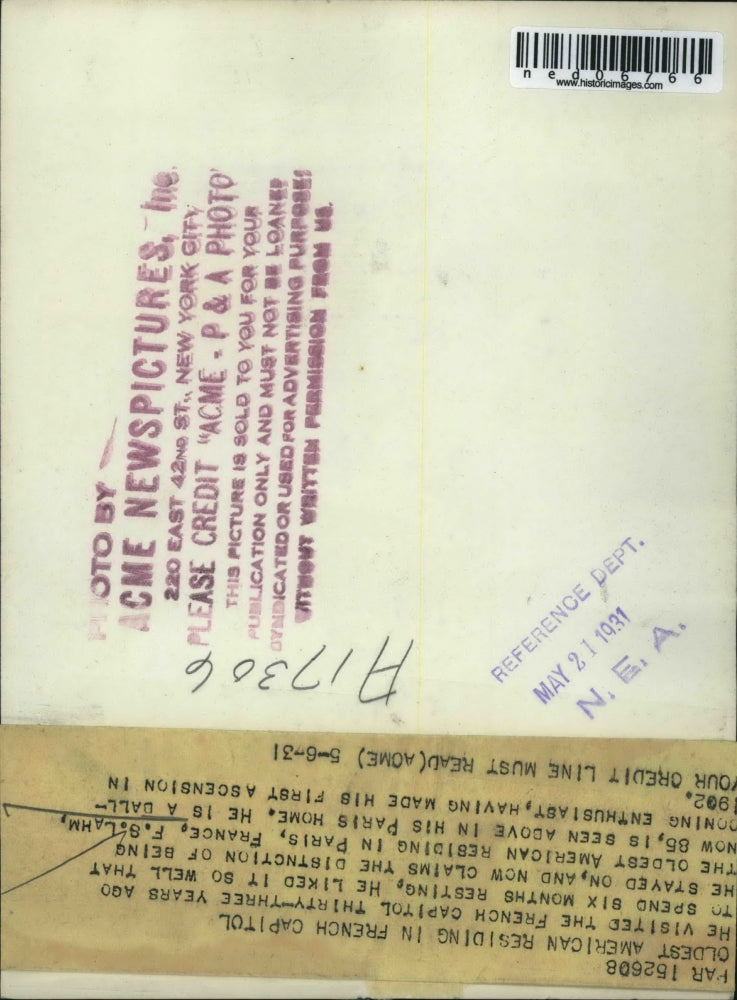 ned06766
www.historicimages.com
PHOTO BY
ACME NEWSPICTURES, Inc.
220 EAST 42ND ST., NEW YORK CITY
PLEASE CREDIT "ACME - P & A PHOTO"
THIS PICTURE IS SOLD TO YOU FOR YOUR
PUBLICATION ONLY AND MUST NOT BE LOANED
SYNDICATED OR USED FOR ADVERTISING PURPOSES
WITHOUT WRITTEN PERMISSION FROM US.
A17306
REFERENCE DEPT.
MAY 21 1931
N. E. A.
PAR 152608
OLDEST AMERICAN RESIDING IN FRENCH CAPITOL
HE VISITED THE FRENCH CAPITOL THIRTY-THREE YEARS AGO
TO SPEND SIX MONTHS RESTING, HE LIKED IT SO WELL THAT
HE STAYED ON, AND NOW CLAIMS THE DISTINCTION OF BEING
THE OLDEST AMERICAN RESIDING IN PARIS, FRANCE, F.S.LAHM,
NOW 85, IS SEEN ABOVE IN HIS PARIS HOME. HE IS A BALL-
OONING ENTHUSIAST, HAVING MADE HIS FIRST ASCENSION IN
1902.
YOUR CREDIT LINE MUST READ(ACME) 5-6-31